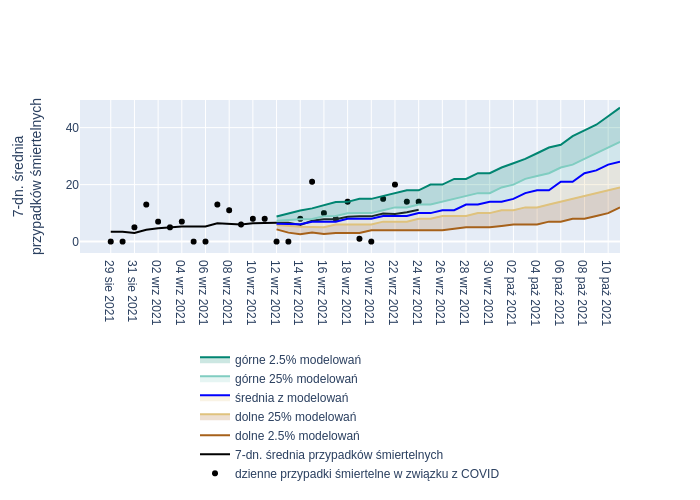 7-dn. średnia
przypadków śmiertelnych
40
20
0
29 sie 2021
31 sie 2021
02 wrz 2021
04 wrz 2021
06 wrz 2021
08 wrz 2021
10 wrz 2021
12 wrz 2021
14 wrz 2021
16 wrz 2021
18 wrz 2021
20 wrz 2021
22 wrz 2021
24 wrz 2021
26 wrz 2021
28 wrz 2021
30 wrz 2021
02 paź 2021
04 paź 2021
06 paź 2021
08 paź 2021
10 paź 2021
górne 2.5% modelowań
górne 25% modelowań
średnia z modelowań
dolne 25% modelowań
dolne 2.5% modelowań
7-dn. średnia przypadków śmiertelnych
dzienne przypadki śmiertelne w związku z COVID